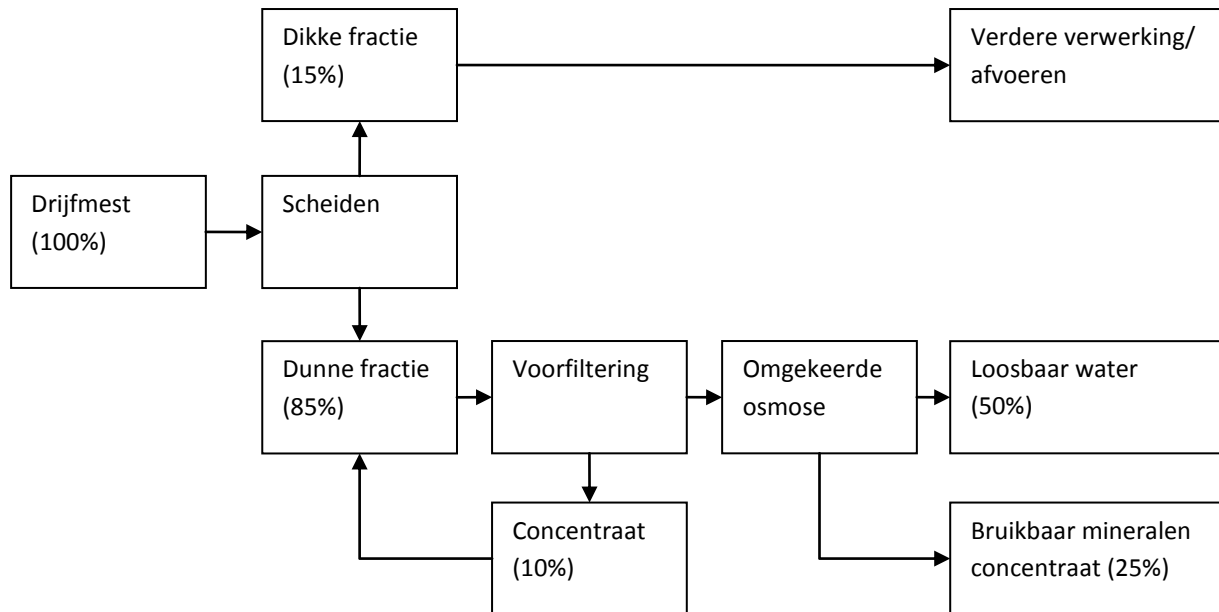 Dikke fractie
(15%)
Verdere verwerking/
afvoeren
Drijfmest
(100%)
Scheiden
Dunne fractie
(85%)
Voorfiltering
Omgekeerde
osmose
Loosbaar water
(50%)
Concentraat
(10%)
Bruikbaar mineralen
concentraat (25%)